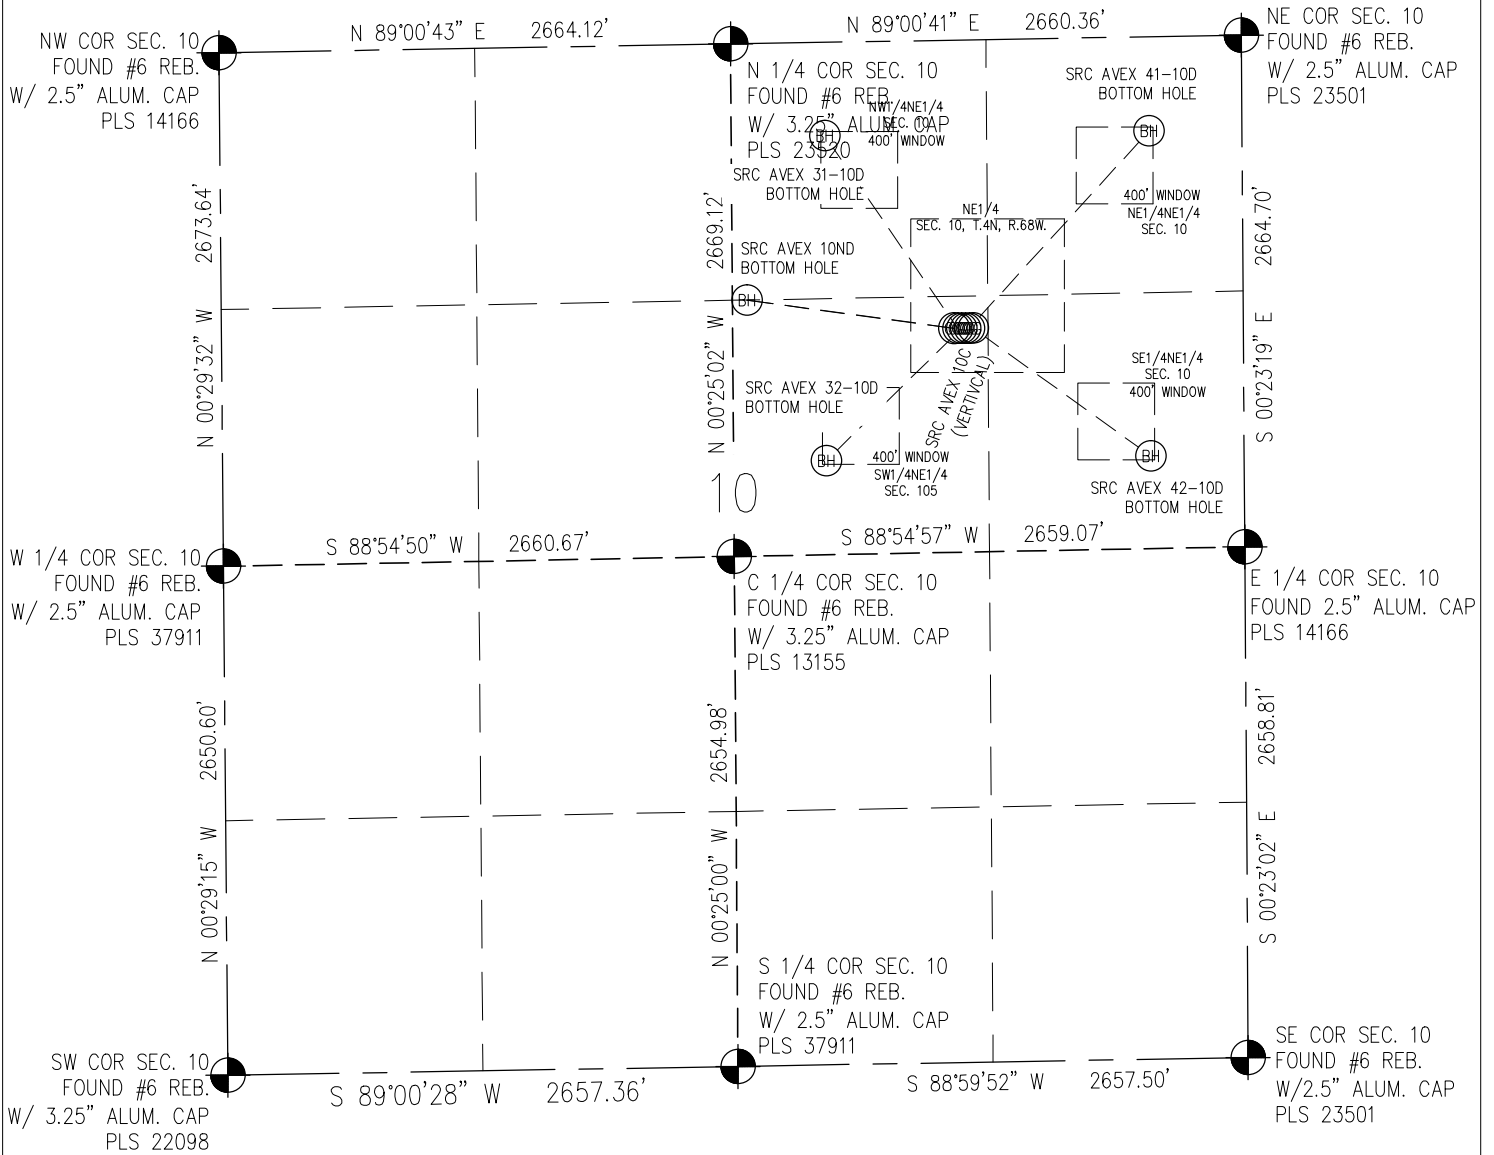 N 89°00'43" E 2664.12'
N 89°00'41" E 2660.36'
NW COR SEC. 10
FOUND #6 REB.
W/ 2.5" ALUM. CAP
PLS 14166
N 1/4 COR SEC. 10
FOUND #6 REB.
W/ 3.25" ALUM. CAP
PLS 23520
NE COR SEC. 10
FOUND #6 REB.
W/ 2.5" ALUM. CAP
PLS 23501
NW1/4NE1/4
SEC. 10
400' WINDOW
BH
SRC AVEX 31-10D
BOTTOM HOLE
SRC AVEX 41-10D
BOTTOM HOLE
BH
400' WINDOW
NE1/4NE1/4
SEC. 10
NE1/4
SEC. 10, T.4N, R.68W.
SRC AVEX 10ND
BOTTOM HOLE
BH
N 00°29'32" W 2673.64'
N 00°25'02" W 2669.12'
S 00°23'19" E 2664.70'
SRC AVEX 10C
(VERTIVCAL)
SRC AVEX 32-10D
BOTTOM HOLE
BH
400' WINDOW
SW1/4NE1/4
SEC. 105
SE1/4NE1/4
SEC. 10
400' WINDOW
BH
SRC AVEX 42-10D
BOTTOM HOLE
10
S 88°54'50" W 2660.67'
S 88°54'57" W 2659.07'
W 1/4 COR SEC. 10
FOUND #6 REB.
W/ 2.5" ALUM. CAP
PLS 37911
C 1/4 COR SEC. 10
FOUND #6 REB.
W/ 3.25" ALUM. CAP
PLS 13155
E 1/4 COR SEC. 10
FOUND 2.5" ALUM. CAP
PLS 14166
N 00°29'15" W 2650.60'
N 00°25'00" W 2654.98'
S 00°23'02" E 2658.81'
SW COR SEC. 10
FOUND #6 REB.
W/ 3.25" ALUM. CAP
PLS 22098
S 1/4 COR SEC. 10
FOUND #6 REB.
W/ 2.5" ALUM. CAP
PLS 37911
SE COR SEC. 10
FOUND #6 REB.
W/2.5" ALUM. CAP
PLS 23501
S 89°00'28" W 2657.36'
S 88°59'52" W 2657.50'